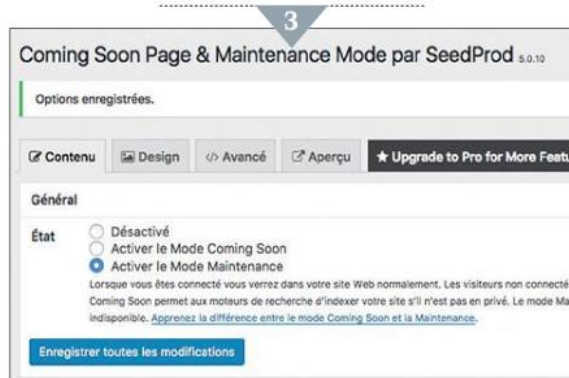 3
Coming Soon Page & Maintenance Mode par SeedProd 5.0.10
Options enregistrées.
Contenu Design </> Avancé Aperçu ★ Upgrade to Pro for More
Général
État Désactivé
Activer le Mode Coming Soon
Activer le Mode Maintenance
Lorsque vous êtes connecté vous verrez dans votre site Web normalement. Les visiteurs non connecté
Coming Soon permet aux moteurs de recherche d'indexer votre site s'il n'est pas en privé. Le mode
indisponible. Apprenez la différence entre le mode Coming Soon et la Maintenance.
Enregistrer toutes les modifications